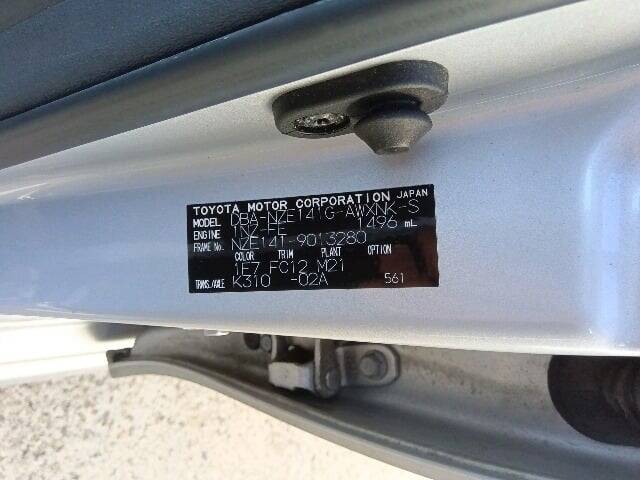 TOYOTA MOTOR CORPORATION JAPAN
MODEL DBA-NZE141G-AWXNK-S
ENGINE 1NZ-FE 1496 mL
FRAME No. NZE141-9013280
COLOR TRIM PLANT OPTION
1E7 FC12 M21
TRANS./AXLE K310 -02A 561